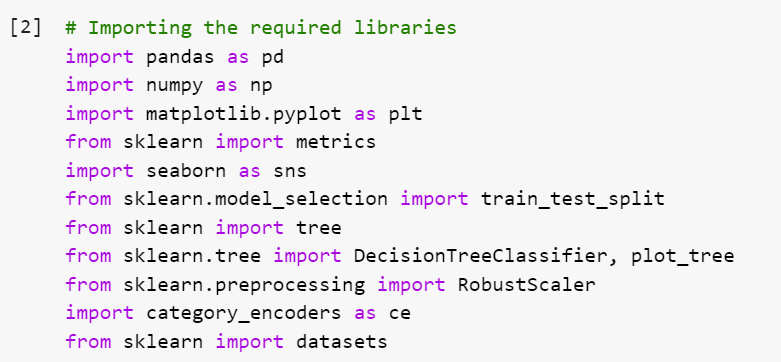 [2] # Importing the required libraries
import pandas as pd
import numpy as np
import matplotlib.pyplot as plt
from sklearn import metrics
import seaborn as sns
from sklearn.model_selection import train_test_split
from sklearn import tree
from sklearn.tree import DecisionTreeClassifier, plot_tree
from sklearn.preprocessing import RobustScaler
import category_encoders as ce
from sklearn import datasets